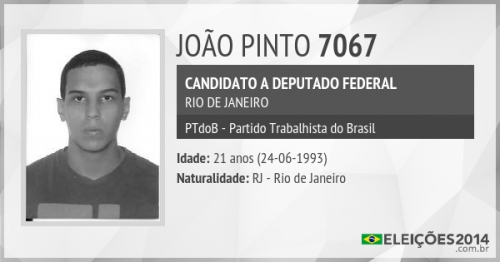 JOÃO PINTO 7067
CANDIDATO A DEPUTADO FEDERAL
RIO DE JANEIRO
PTdoB - Partido Trabalhista do Brasil
Idade: 21 anos (24-06-1993)
Naturalidade: RJ - Rio de Janeiro
ELEIÇÕES2014
.com.br